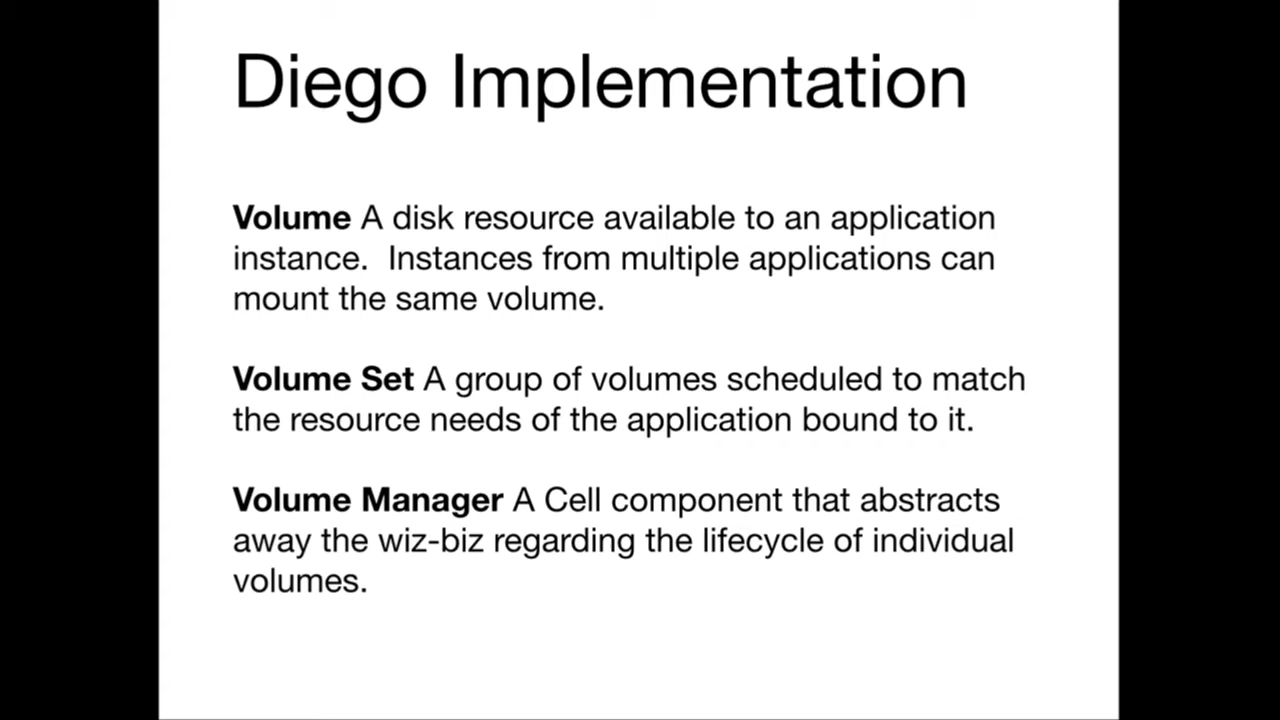 Diego Implementation
Volume A disk resource available to an application
instance.  Instances from multiple applications can
mount the same volume.
Volume Set A group of volumes scheduled to match
the resource needs of the application bound to it.
Volume Manager A Cell component that abstracts
away the wiz-biz regarding the lifecycle of individual
volumes.